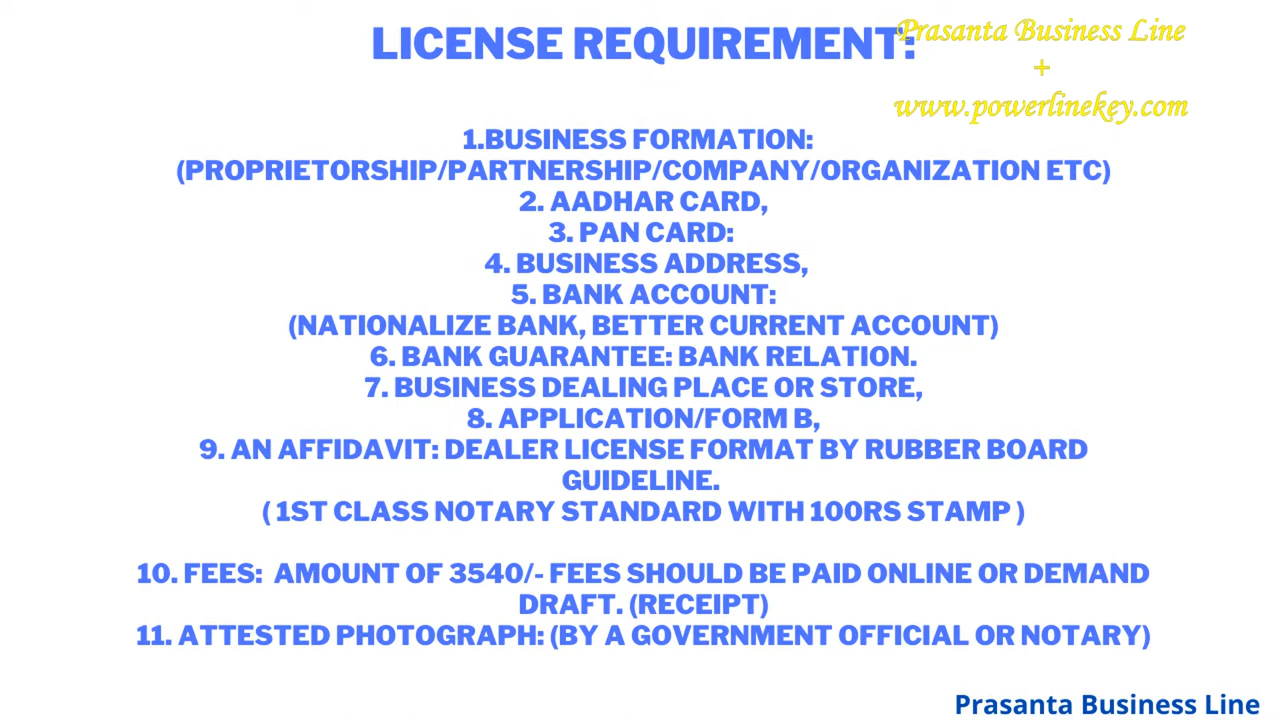 LICENSE REQUIREMENT:
Prasanta Business Line
+
www.powerlinekey.com
1.BUSINESS FORMATION:
(PROPRIETORSHIP/PARTNERSHIP/COMPANY/ORGANIZATION ETC)
2. AADHAR CARD,
3. PAN CARD:
4. BUSINESS ADDRESS,
5. BANK ACCOUNT:
(NATIONALIZE BANK, BETTER CURRENT ACCOUNT)
6. BANK GUARANTEE: BANK RELATION.
7. BUSINESS DEALING PLACE OR STORE,
8. APPLICATION/FORM B,
9. AN AFFIDAVIT: DEALER LICENSE FORMAT BY RUBBER BOARD
GUIDELINE.
( 1ST CLASS NOTARY STANDARD WITH 100RS STAMP )
10. FEES: AMOUNT OF 3540/- FEES SHOULD BE PAID ONLINE OR DEMAND
DRAFT. (RECEIPT)
11. ATTESTED PHOTOGRAPH: (BY A GOVERNMENT OFFICIAL OR NOTARY)
Prasanta Business Line